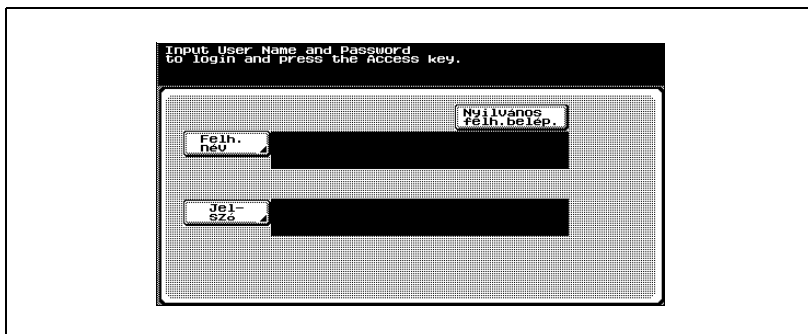 Input User Name and Password
to login and press the Access key.
Nyilvános
felh.belép.
Felh.
név
Jel-
szó